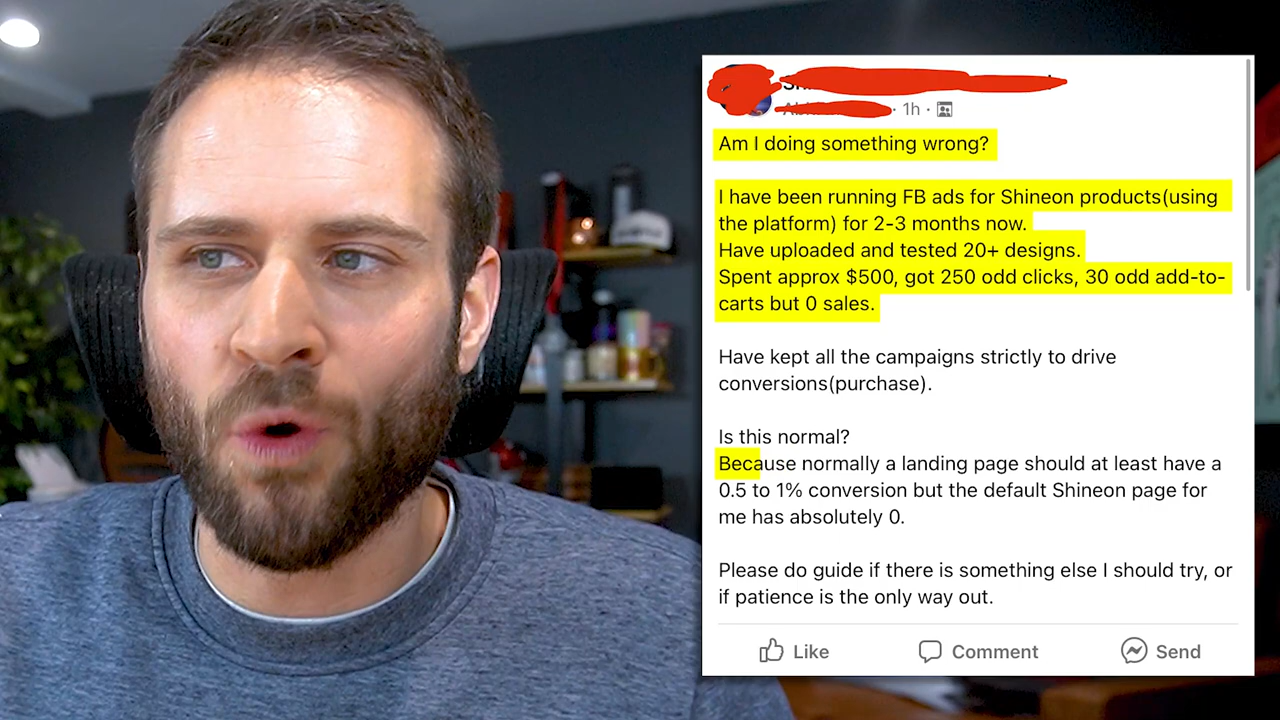 · 1h ·
Am I doing something wrong?
I have been running FB ads for Shineon products(using
the platform) for 2-3 months now.
Have uploaded and tested 20+ designs.
Spent approx $500, got 250 odd clicks, 30 odd add-to-
carts but 0 sales.
Have kept all the campaigns strictly to drive
conversions(purchase).
Is this normal?
Because normally a landing page should at least have a
0.5 to 1% conversion but the default Shineon page for
me has absolutely 0.
Please do guide if there is something else I should try, or
if patience is the only way out.
Like
Comment
Send